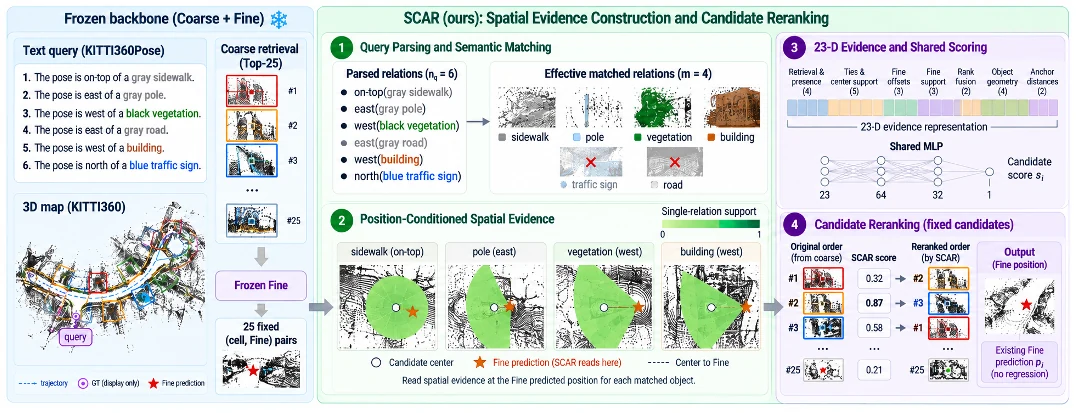 Frozen backbone (Coarse + Fine)
Text query (KITTI360Pose)
1. The pose is on-top of a gray sidewalk.
2. The pose is east of a gray pole.
3. The pose is west of a black vegetation.
4. The pose is east of a gray road.
5. The pose is west of a building.
6. The pose is north of a blue traffic sign.
3D map (KITTI360)
query
trajectory
GT (display only)
Fine prediction
Coarse retrieval
(Top-25)
#1
#2
#3
...
#25
Frozen Fine
25 fixed
(cell, Fine) pairs
SCAR (ours): Spatial Evidence Construction and Candidate Reranking
1 Query Parsing and Semantic Matching
Parsed relations (nq = 6)
on-top(gray sidewalk)
east(gray pole)
west(black vegetation)
east(gray road)
west(building)
north(blue traffic sign)
Effective matched relations (m = 4)
sidewalk
pole
vegetation
building
traffic sign
road
2 Position-Conditioned Spatial Evidence
Single-relation support
0
1
sidewalk (on-top)
pole (east)
vegetation (west)
building (west)
Candidate center
Fine prediction (SCAR reads here)
Center to Fine
Read spatial evidence at the Fine predicted position for each matched object.
3 23-D Evidence and Shared Scoring
Retrieval & presence (4)
Ties & center support (5)
Fine offsets (3)
Fine support (3)
Rank fusion (2)
Object geometry (4)
Anchor distances (2)
23-D evidence representation
Shared MLP
23
64
32
1
Candidate
score si
4 Candidate Reranking (fixed candidates)
Original order
(from coarse)
SCAR score
Reranked order
(by SCAR)
#1
0.32
#2
#2
0.87
#3
#3
0.58
#1
...
...
#25
0.21
#25
Output
(Fine position)
Existing Fine
prediction pi
(no regression)